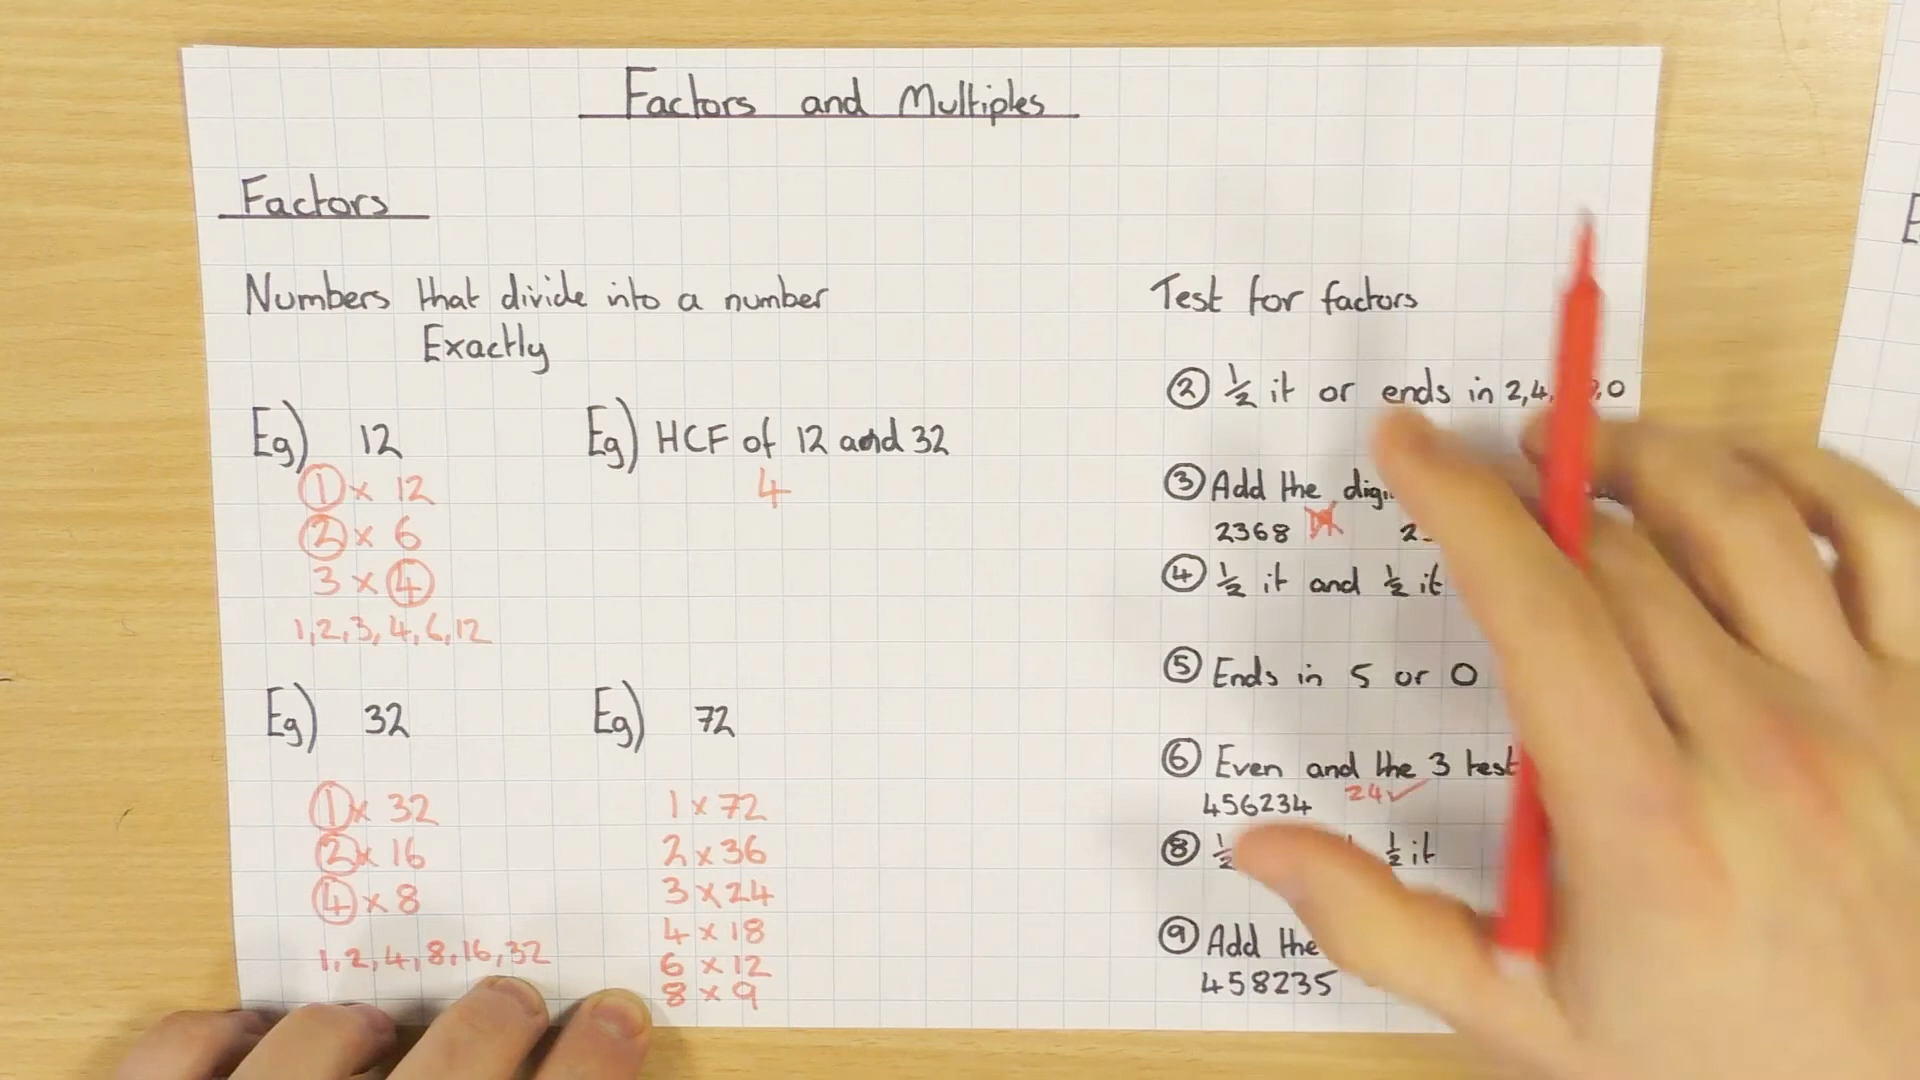 Factors and Multiples
Factors
Numbers that divide into a number
Exactly
Eg) 12
1 x 12
2 x 6
3 x 4
1, 2, 3, 4, 6, 12
Eg) HCF of 12 and 32
4
Eg) 32
1 x 32
2 x 16
4 x 8
1, 2, 4, 8, 16, 32
Eg) 72
1 x 72
2 x 36
3 x 24
4 x 18
6 x 12
8 x 9
Test for factors
② ½ it or ends in 2, 4, 0
③ Add the
2368
④ ½ it and ½ it
⑤ Ends in 5 or 0
⑥ Even and the 3 test
24✓
456234
⑧ ½ ½ it
⑨ Add the
458235